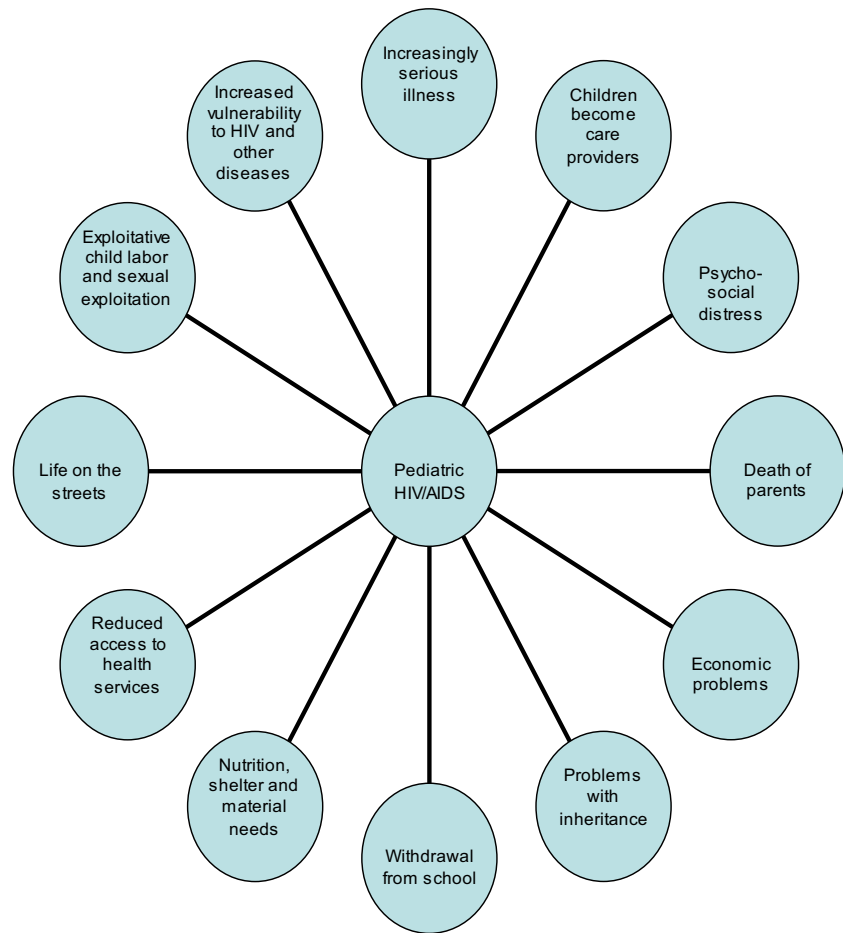 Increasingly
serious
illness
Children
become care
providers
Psycho-
social
distress
Death of
parents
Economic
problems
Problems
with
inheritance
Withdrawal
from school
Nutrition,
shelter and
material
needs
Reduced
access to
health
services
Life on the
streets
Exploitative
child labor
and sexual
exploitation
Increased
vulnerability
to HIV and
other
diseases
Pediatric
HIV/AIDS